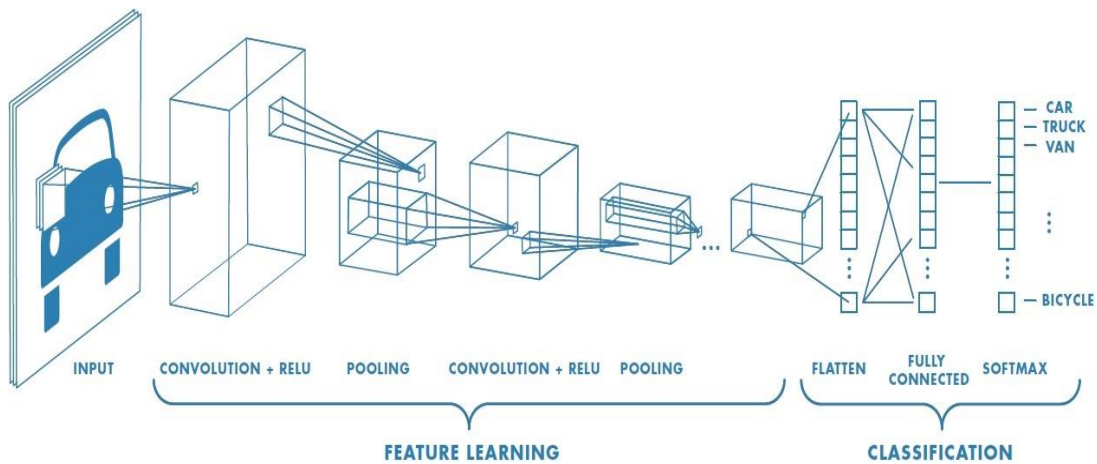 CAR
TRUCK
VAN
BICYCLE
INPUT
CONVOLUTION + RELU
POOLING
CONVOLUTION + RELU
POOLING
FLATTEN
FULLY
CONNECTED
SOFTMAX
FEATURE LEARNING
CLASSIFICATION